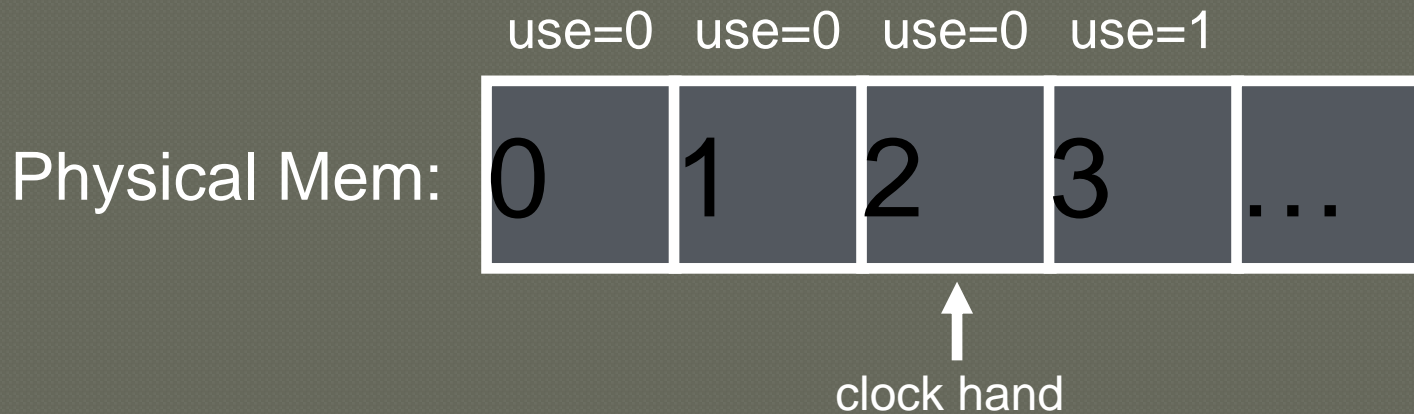 use=0 use=0 use=0 use=1
Physical Mem: 0 1 2 3 …
clock hand